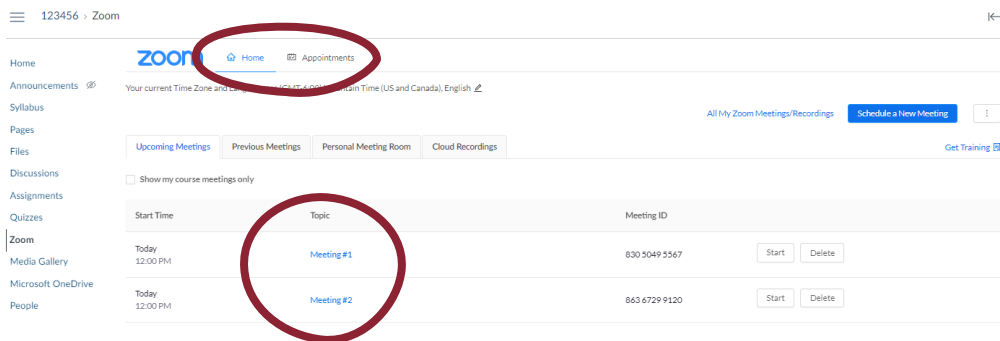 123456 › Zoom
Home
Announcements
Syllabus
Pages
Files
Discussions
Assignments
Quizzes
Zoom
Media Gallery
Microsoft OneDrive
People
zoom Home Appointments
Your current Time Zone and (GMT-6:00) Mountain Time (US and Canada), English
All My Zoom Meetings/Recordings Schedule a New Meeting
Upcoming Meetings Previous Meetings Personal Meeting Room Cloud Recordings Get Training
Show my course meetings only
Start Time Topic Meeting ID
Today
12:00 PM Meeting #1 830 5049 5567 Start Delete
Today
12:00 PM Meeting #2 863 6729 9120 Start Delete